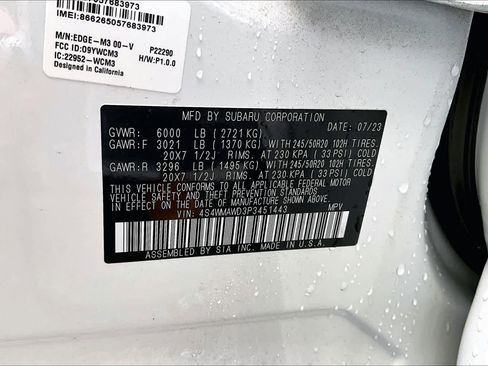 IMEI:866265057683973
M/N:EDGE-M3 00-V P22290
FCC ID:O9YWCM3 H/W:P1.0.0
IC:22952-WCM3
Designed in California
MFD. BY SUBARU CORPORATION DATE: 07/23
GVWR: 6000 LB (2721KG)
GAWR:F 3021 LB (1370 KG) WITH 245/50R20 102H TIRES.
20X7 1/2J RIMS. AT 230 KPA (33 PSI) COLD
GAWR:R 3296 LB (1495 KG) WITH 245/50R20 102H TIRES.
20X7 1/2J RIMS. AT 230 KPA (33 PSI) COLD
THIS VEHICLE CONFORMS TO ALL APPLICABLE FEDERAL MOTOR
VEHICLE SAFETY AND THEFT PREVENTION STANDARDS
IN EFFECT ON THE DATE OF MANUFACTURE SHOWN ABOVE.
VIN: 4S4WMAWD3P3451443 MPV
ASSEMBLED BY SIA INC. MADE IN U.S.A.